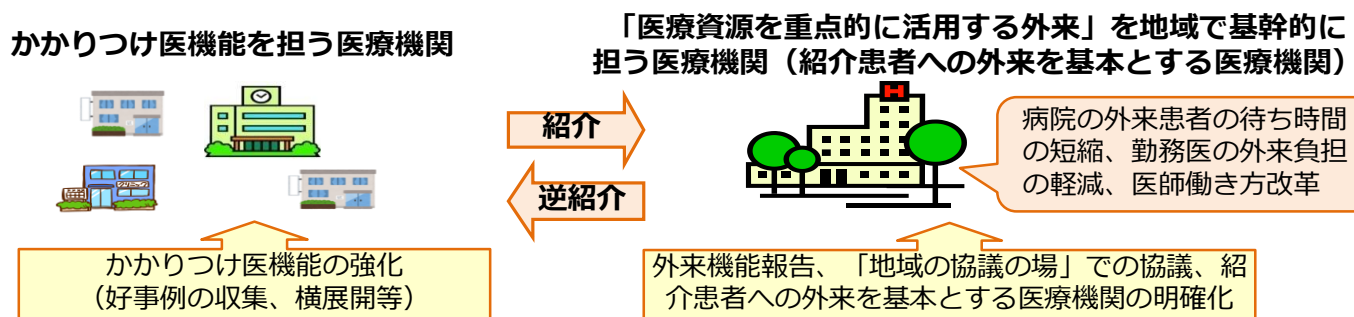 かかりつけ医機能を担う医療機関
「医療資源を重点的に活用する外来」を地域で基幹的に
担う医療機関（紹介患者への外来を基本とする医療機関）
紹介
逆紹介
H
病院の外来患者の待ち時間
の短縮、勤務医の外来負担
の軽減、医師働き方改革
かかりつけ医機能の強化
（好事例の収集、横展開等）
外来機能報告、「地域の協議の場」での協議、紹
介患者への外来を基本とする医療機関の明確化